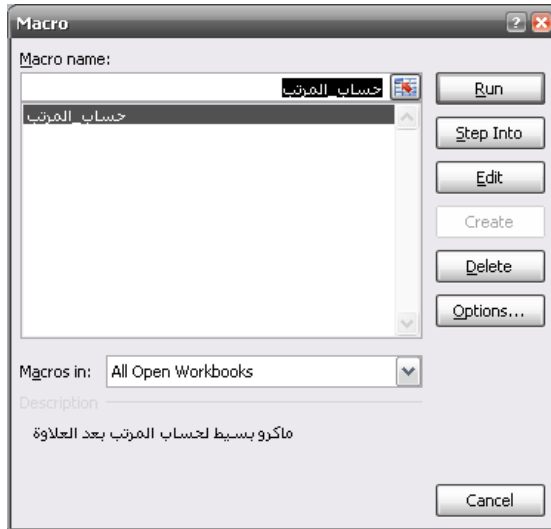 Macro
Macro name:
حساب_المرتب
Run
حساب_المرتب
Step Into
Edit
Create
Delete
Options...
Macros in:
All Open Workbooks
Description
ماكرو بسيط لحساب المرتب بعد العلاوة
Cancel